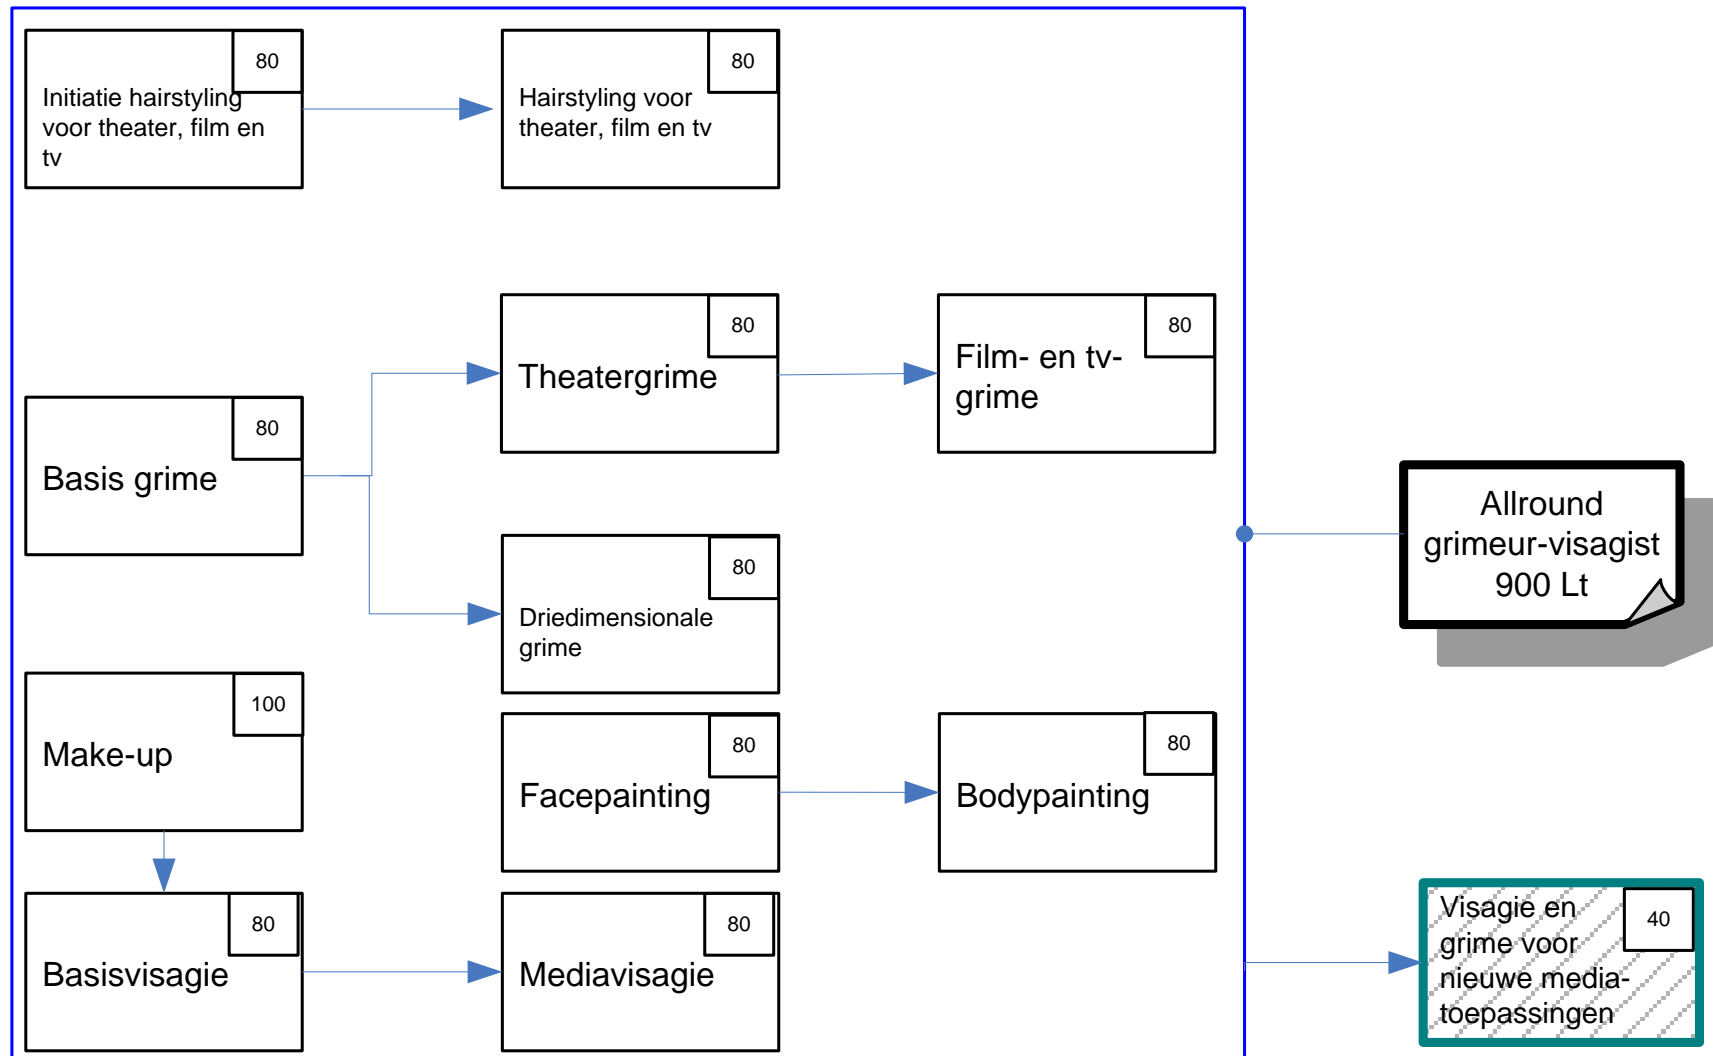 80
Initiatie hairstyling
voor theater, film en
tv
80
Hairstyling voor
theater, film en tv
80
Theatergrime
80
Film- en tv-
grime
80
Basis grime
80
Driedimensionale
grime
Allround
grimeur-visagist
900 Lt
100
Make-up
80
Facepainting
80
Bodypainting
80
Basisvisagie
80
Mediavisagie
40
Visagie en
grime voor
nieuwe media-
toepassingen